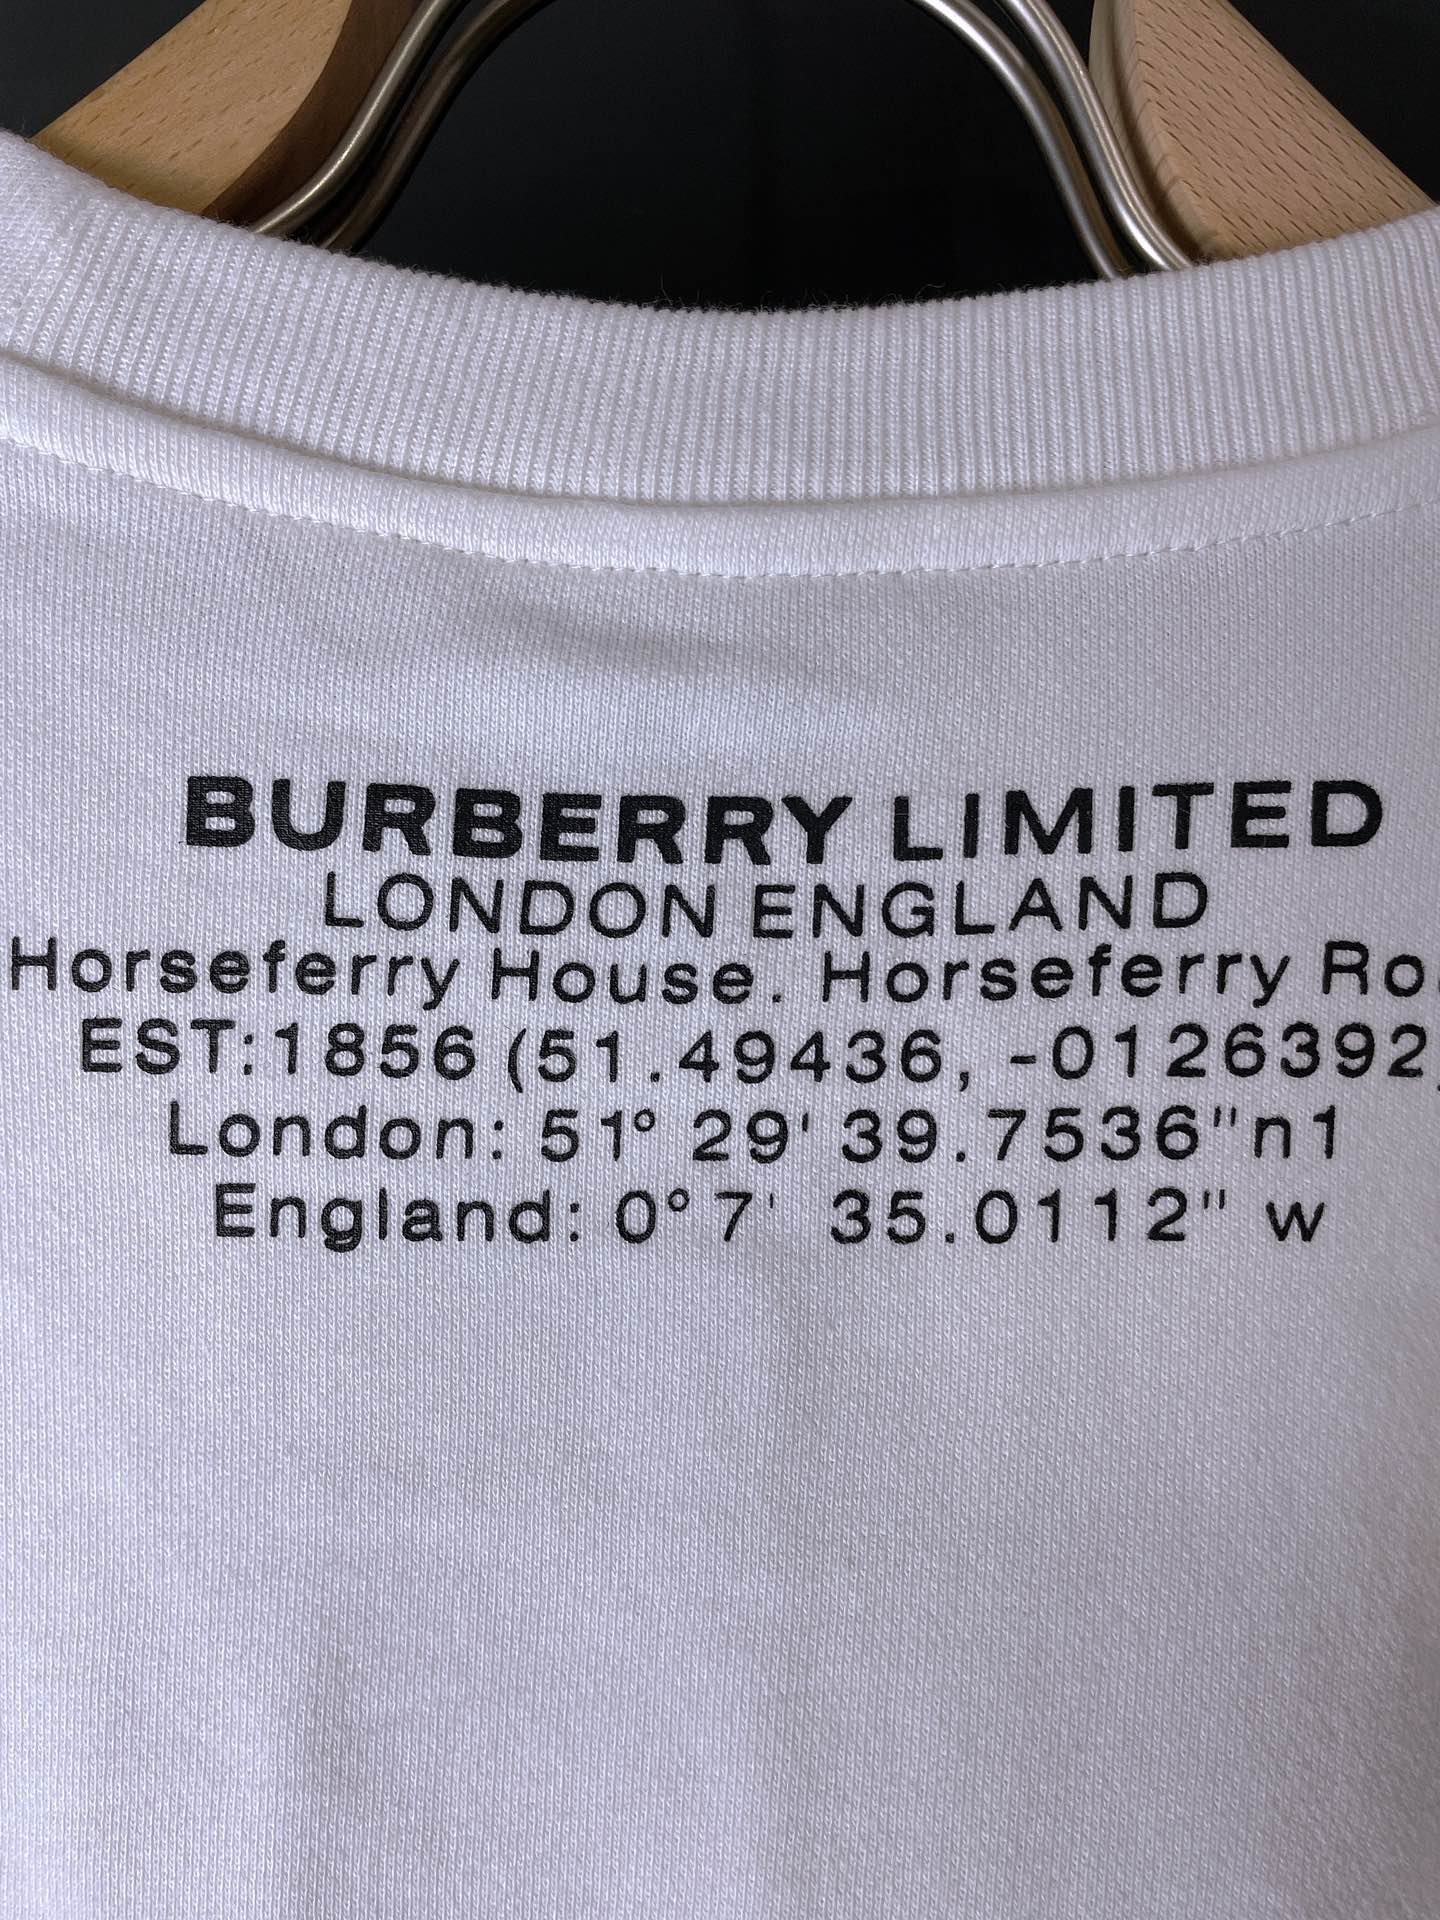 BURBERRY LIMITED
LONDON ENGLAND
Horseferry House. Horseferry
EST:1856 (51.49436, -0126392)
London: 51° 29' 39.7536"n1
England: 0° 7' 35.0112" w